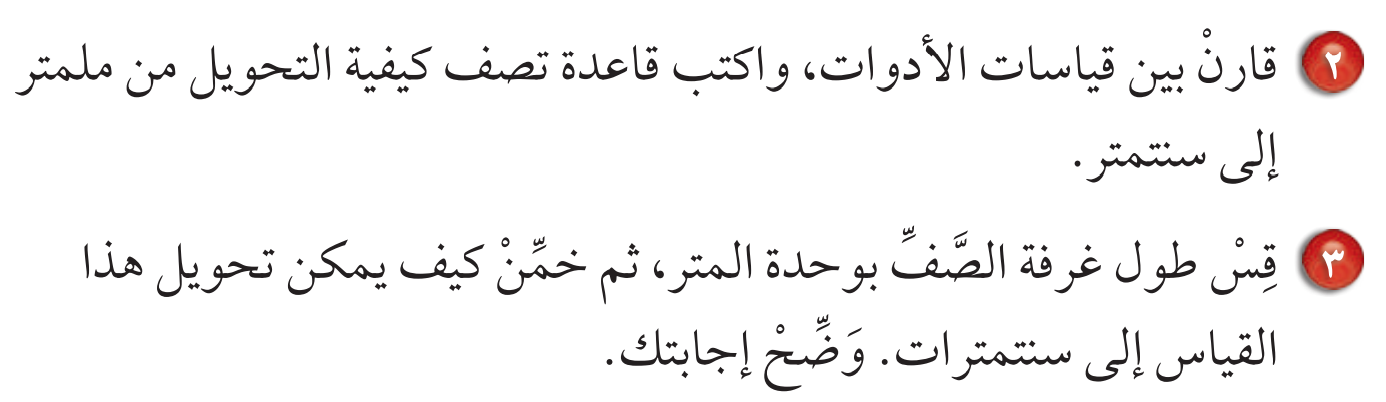 ٢ قارنْ بين قياسات الأدوات، واكتب قاعدة تصف كيفية التحويل من ملمتر
إلى سنتمتر.
٣ قِسْ طول غرفة الصَّفِّ بوحدة المتر، ثم خمِّنْ كيف يمكن تحويل هذا
القياس إلى سنتمترات. وَضِّحْ إجابتك.